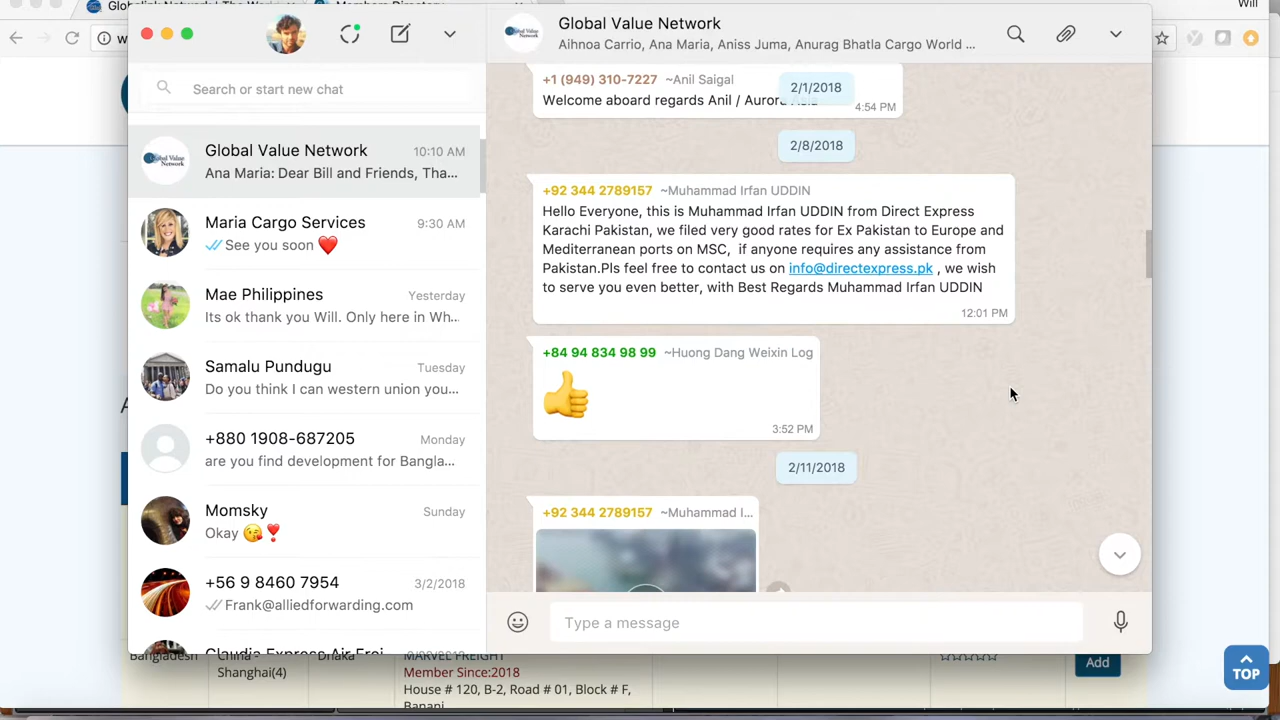 Will
Global Value Network
Aihnoa Carrio, Ana Maria, Aniss Juma, Anurag Bhatla Cargo World ...
Search or start new chat
Global Value Network 10:10 AM
Ana Maria: Dear Bill and Friends, Tha...
Maria Cargo Services 9:30 AM
See you soon ❤️
Mae Philippines Yesterday
Its ok thank you Will. Only here in Wh...
Samalu Pundugu Tuesday
Do you think I can western union you...
+880 1908-687205 Monday
are you find development for Bangla...
Momsky Sunday
Okay 😘❣️
+56 9 8460 7954 3/2/2018
Frank@alliedforwarding.com
+1 (949) 310-7227 ~Anil Saigal
2/1/2018
Welcome aboard regards Anil / Aurora Asia
4:54 PM
2/8/2018
+92 344 2789157 ~Muhammad Irfan UDDIN
Hello Everyone, this is Muhammad Irfan UDDIN from Direct Express
Karachi Pakistan, we filed very good rates for Ex Pakistan to Europe and
Mediterranean ports on MSC, if anyone requires any assistance from
Pakistan.Pls feel free to contact us on info@directexpress.pk , we wish
to serve you even better, with Best Regards Muhammad Irfan UDDIN
12:01 PM
+84 94 834 98 99 ~Huong Dang Weixin Log
👍
3:52 PM
2/11/2018
+92 344 2789157 ~Muhammad I...
Type a message
Bangladesh
Shanghai(4)
Dhaka
MARVEL FREIGHT
Member Since:2018
House # 120, B-2, Road # 01, Block # F,
Banani
Add
TOP